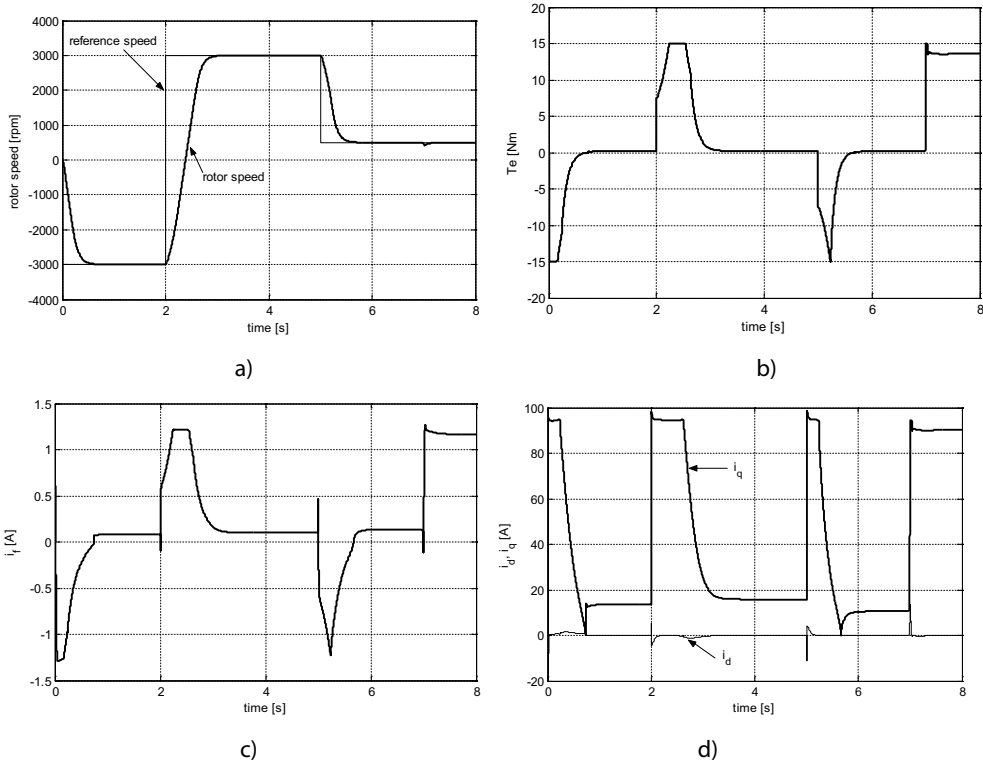 4000
3000
2000
1000
0
-1000
-2000
-3000
-4000
rotor speed [rpm]
reference speed
rotor speed
0 2 4 6 8
time [s]
a)
20
15
10
5
0
-5
-10
-15
-20
Te [Nm
0 2 4 6 8
time [s]
b)
1.5
1
0.5
0
-0.5
-1
-1.5
i_f [A]
0 2 4 6 8
time [s]
c)
100
80
60
40
20
0
-20
i_d, i_q [A]
i_q
i_d
0 2 4 6 8
time [s]
d)